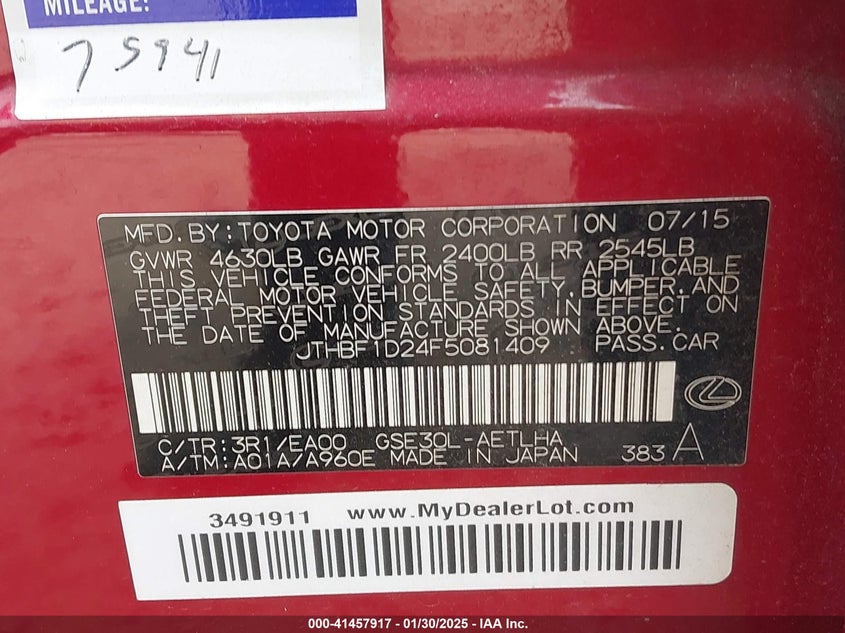 MILEAGE:
75941
MFD. BY: TOYOTA MOTOR CORPORATION 07/15
GVWR 4630LB GAWR FR 2400LB RR 2545LB
THIS VEHICLE CONFORMS TO ALL APPLICABLE
FEDERAL MOTOR VEHICLE SAFETY, BUMPER, AND
THEFT PREVENTION STANDARDS IN EFFECT ON
THE DATE OF MANUFACTURE SHOWN ABOVE.
JTHBF1D24F5081409 PASS. CAR
C/TR: 3R1/EA00 GSE30L-AETLHA
A/TM: A01A/A960E MADE IN JAPAN 383 A
3491911 www.MyDealerLot.com
000-41457917 - 01/30/2025 - IAA Inc.